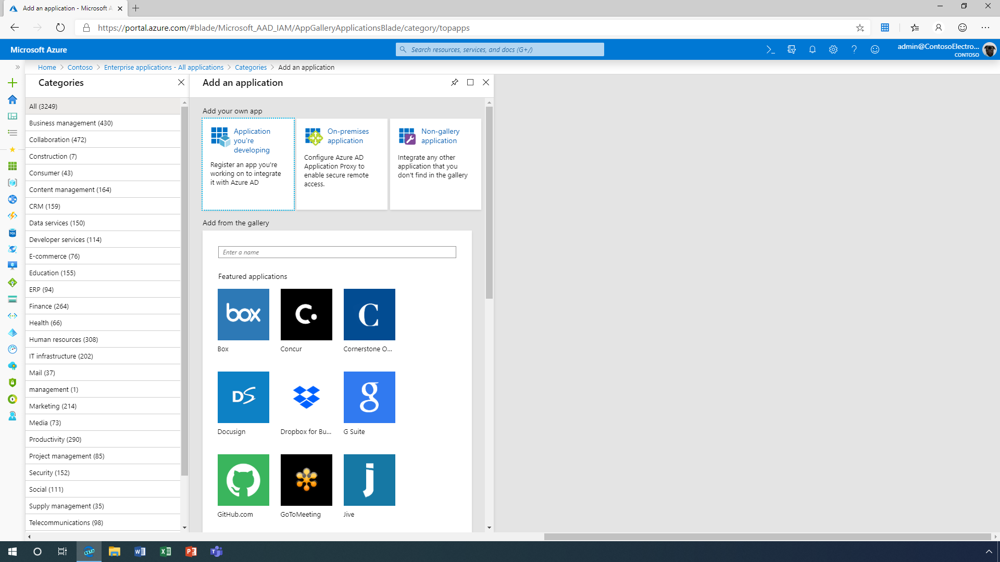 Add an application - Microsoft A
https://portal.azure.com/#blade/Microsoft_AAD_IAM/AppGalleryApplicationsBlade/category/topapps
Microsoft Azure
Search resources, services, and docs (G+/)
admin@ContosoElectro...
CONTOSO
Home
Contoso
Enterprise applications - All applications
Categories
Add an application
Categories
All (3249)
Business management (430)
Collaboration (472)
Construction (7)
Consumer (43)
Content management (164)
CRM (159)
Data services (150)
Developer services (114)
E-commerce (76)
Education (155)
ERP (94)
Finance (264)
Health (66)
Human resources (308)
IT infrastructure (202)
Mail (37)
management (1)
Marketing (214)
Media (73)
Productivity (290)
Project management (85)
Security (152)
Social (111)
Supply management (35)
Telecommunications (98)
Add an application
Add your own app
Application
you're
developing
Register an app you're
working on to integrate
it with Azure AD
On-premises
application
Configure Azure AD
Application Proxy to
enable secure remote
access.
Non-gallery
application
Integrate any other
application that you
don't find in the gallery
Add from the gallery
Enter a name
Featured applications
box
C.
C
Box
Concur
Cornerstone O...
DS
g
Docusign
Dropbox for Bu...
G Suite
j
GitHub.com
GoToMeeting
Jive
SQL
BETA